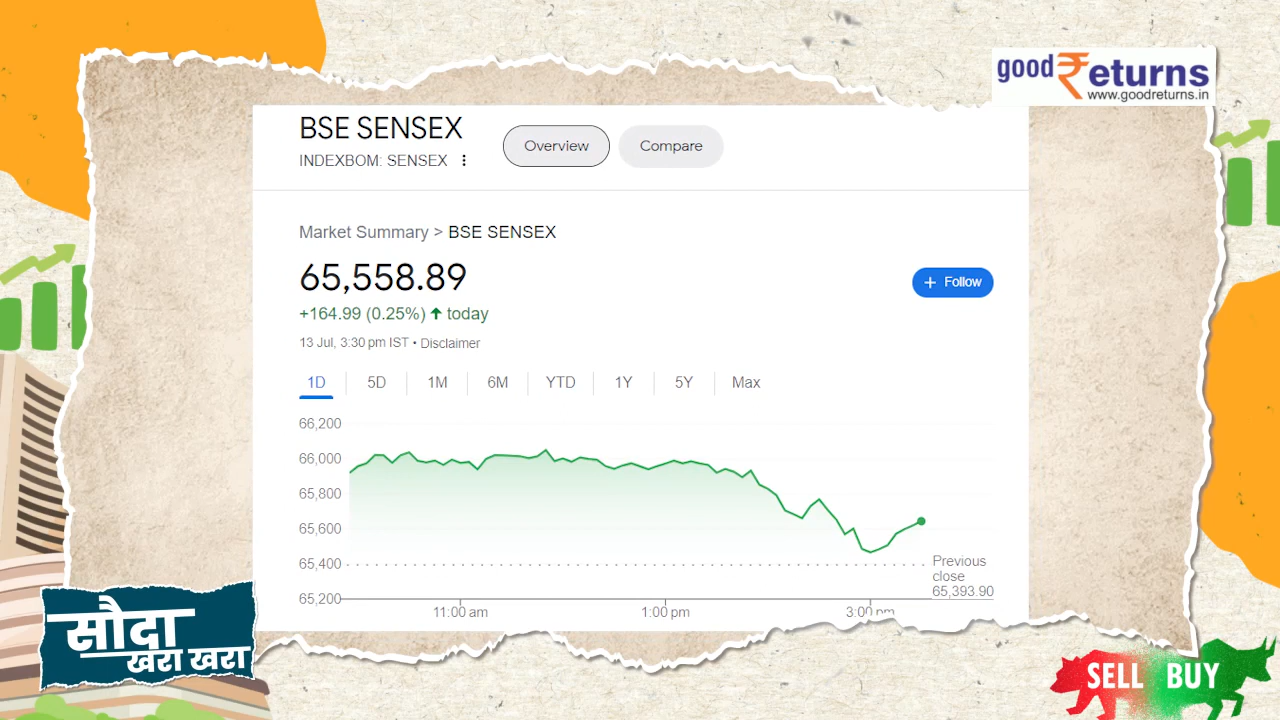 good ₹eturns
www.goodreturns.in
BSE SENSEX
INDEXBOM: SENSEX
Overview
Compare
Market Summary > BSE SENSEX
65,558.89
+164.99 (0.25%) ↑ today
+ Follow
13 Jul, 3:30 pm IST • Disclaimer
1D 5D 1M 6M YTD 1Y 5Y Max
66,200
66,000
65,800
65,600
65,400
65,200
Previous
close
65,393.90
11:00 am 1:00 pm 3:00 pm
सौदा
खरा खरा
SELL BUY